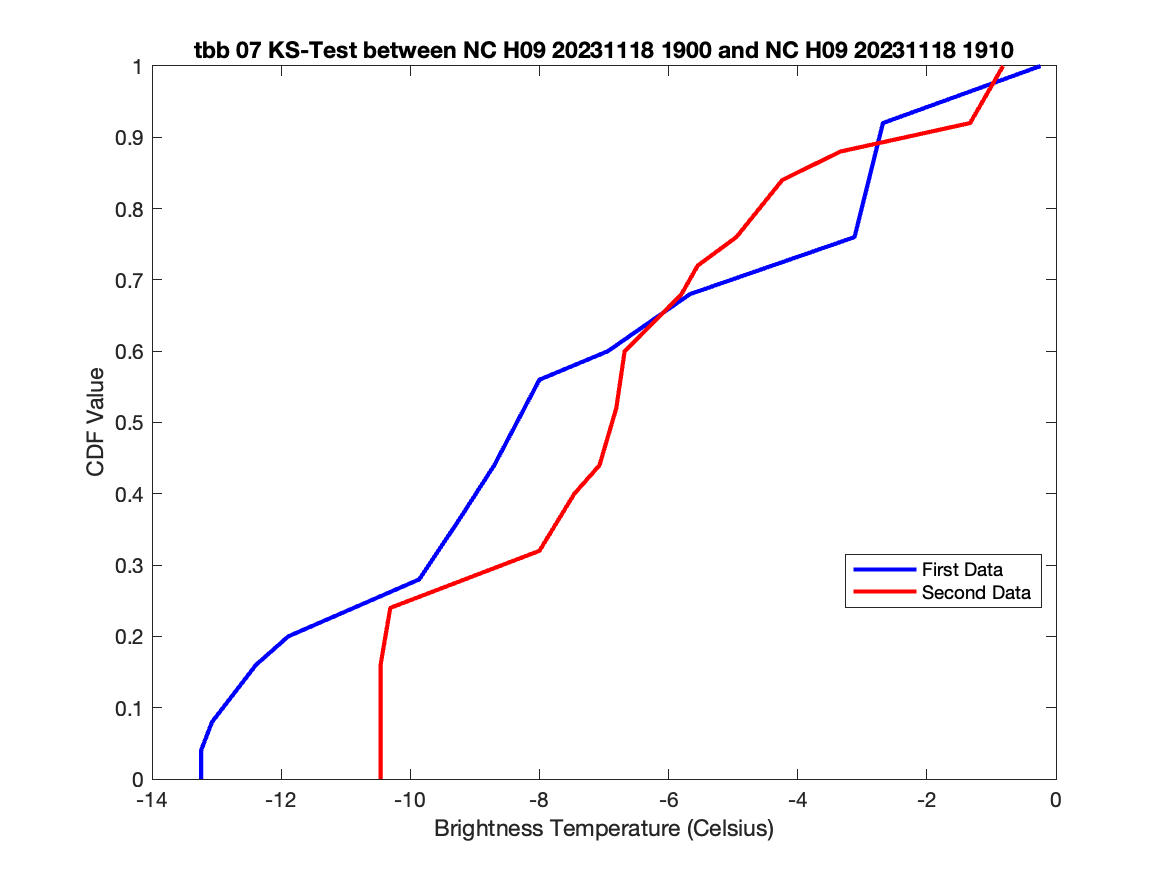 tbb 07 KS-Test between NC H09 20231118 1900 and NC H09 20231118 1910
1
0.9
0.8
0.7
0.6
0.5
0.4
0.3
0.2
0.1
0
CDF Value
First Data
Second Data
-14 -12 -10 -8 -6 -4 -2 0
Brightness Temperature (Celsius)